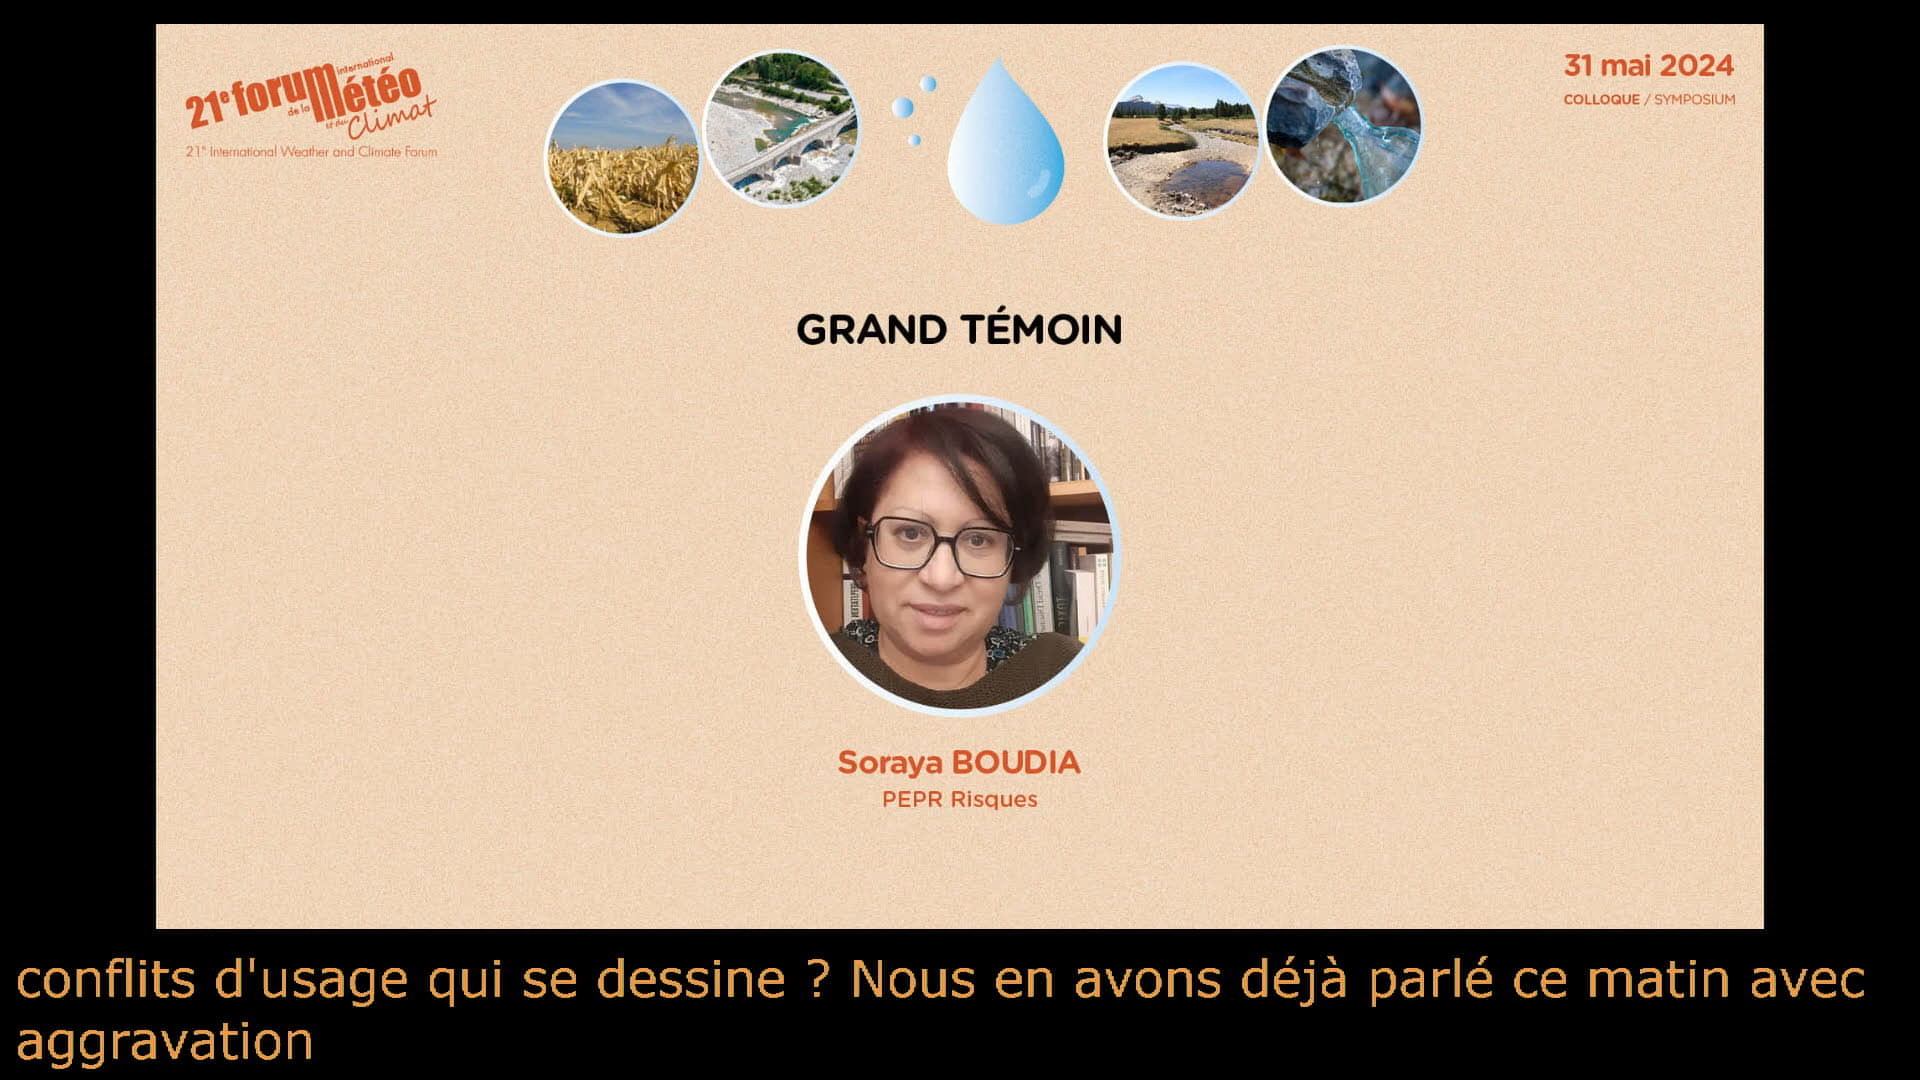 21e forum international
de la météo
et du climat
21e International Weather and Climate Forum
31 mai 2024
COLLOQUE / SYMPOSIUM
GRAND TÉMOIN
Soraya BOUDIA
PEPR Risques
conflits d'usage qui se dessine ? Nous en avons déjà parlé ce matin avec
aggravation